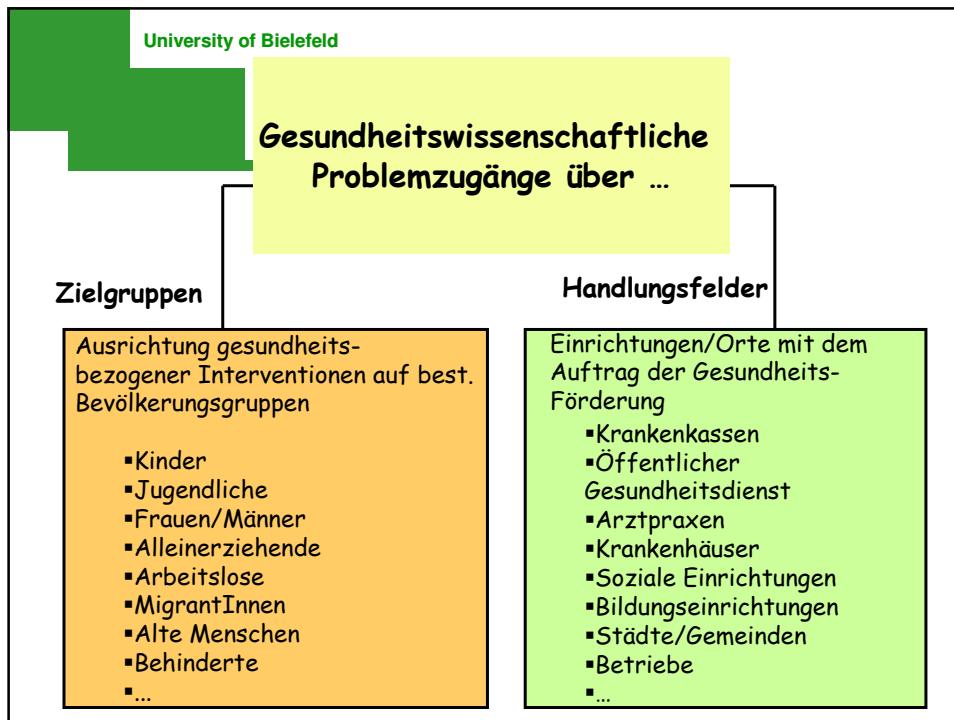 University of Bielefeld
Gesundheitswissenschaftliche
Problemzugänge über …
Zielgruppen
Ausrichtung gesundheits-
bezogener Interventionen auf best.
Bevölkerungsgruppen
▪Kinder
▪Jugendliche
▪Frauen/Männer
▪Alleinerziehende
▪Arbeitslose
▪MigrantInnen
▪Alte Menschen
▪Behinderte
▪...
Handlungsfelder
Einrichtungen/Orte mit dem
Auftrag der Gesundheits-
Förderung
▪Krankenkassen
▪Öffentlicher
Gesundheitsdienst
▪Arztpraxen
▪Krankenhäuser
▪Soziale Einrichtungen
▪Bildungseinrichtungen
▪Städte/Gemeinden
▪Betriebe
▪…